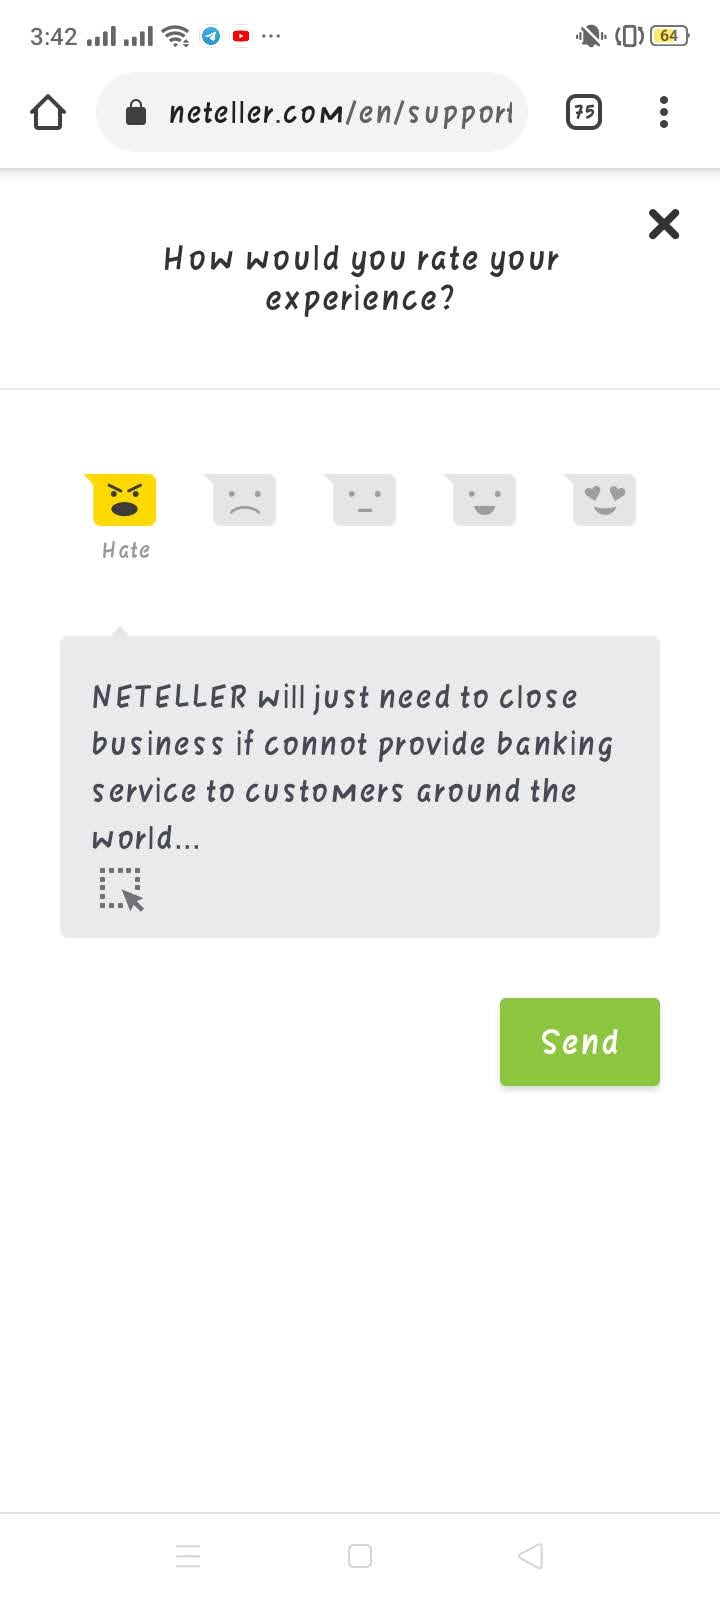 3:42
64
neteller.com/en/support
75
How would you rate your
experience?
Hate
NETELLER will just need to close
business if connot provide banking
service to customers around the
world...
Send